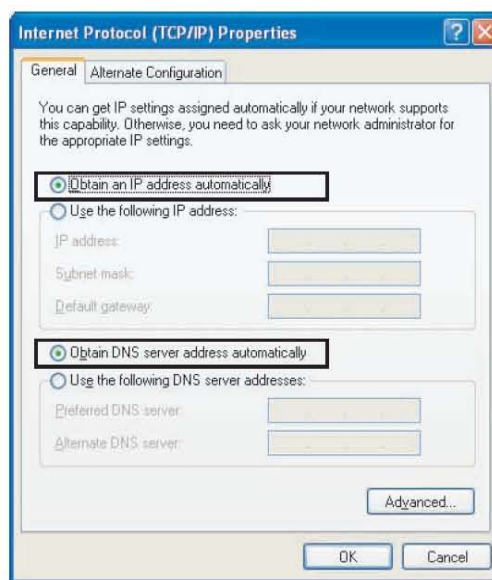 Internet Protocol (TCP/IP) Properties
General
Alternate Configuration
You can get IP settings assigned automatically if your network supports
this capability. Otherwise, you need to ask your network administrator for
the appropriate IP settings.
Obtain an IP address automatically
Use the following IP address:
IP address:
Subnet mask:
Default gateway:
Obtain DNS server address automatically
Use the following DNS server addresses:
Preferred DNS server:
Alternate DNS server:
Advanced...
OK
Cancel